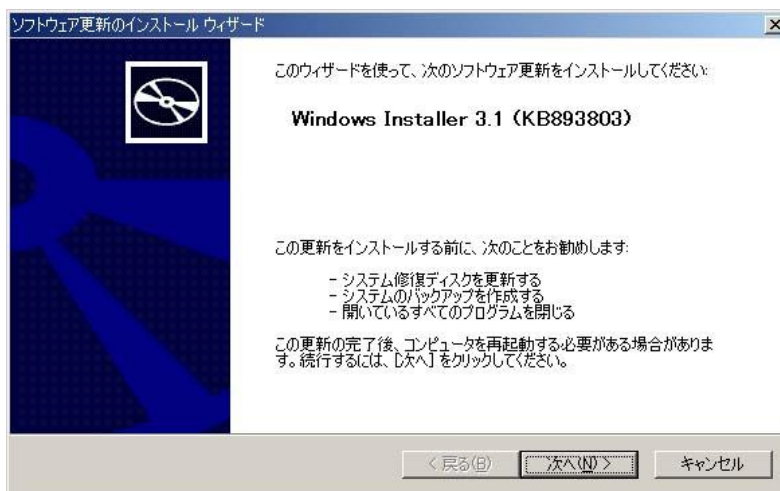 ソフトウェア更新のインストール ウィザード
このウィザードを使って、次のソフトウェア更新をインストールしてください:
Windows Installer 3.1 (KB893803)
この更新をインストールする前に、次のことをお勧めします:
- システム修復ディスクを更新する
- システムのバックアップを作成する
- 開いているすべてのプログラムを閉じる
この更新の完了後、コンピュータを再起動する必要がある場合がありま
す。続行するには、[次へ] をクリックしてください。
< 戻る(B)
次へ(N) >
キャンセル